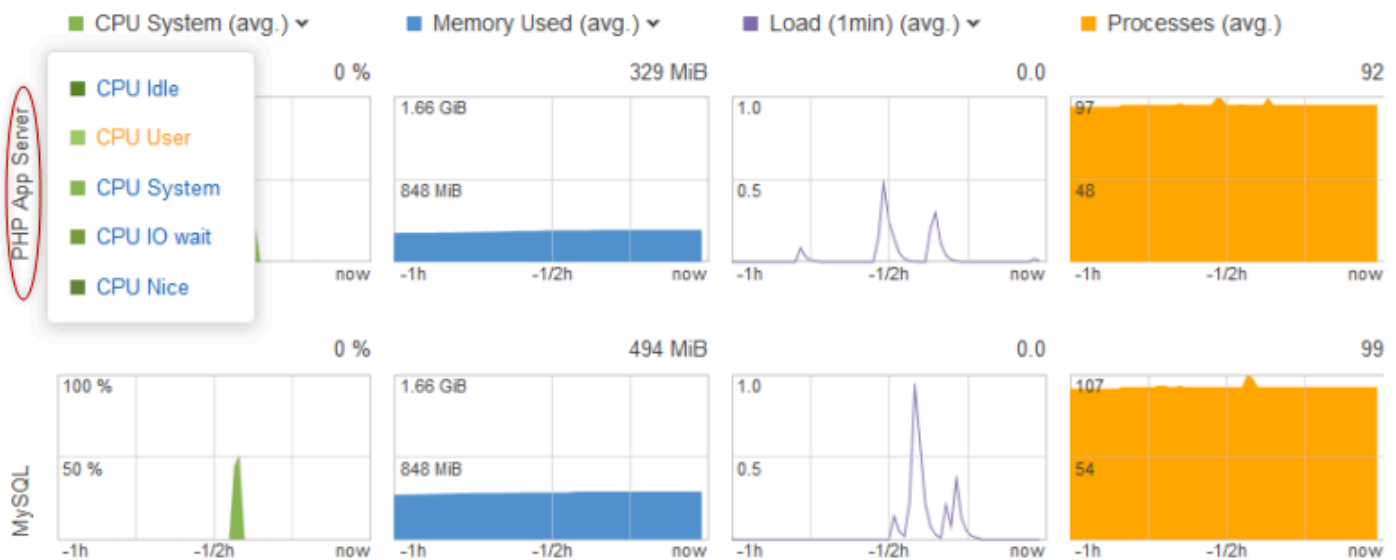 CPU System (avg.)
Memory Used (avg.)
Load (1min) (avg.)
Processes (avg.)
PHP App Server
CPU Idle
CPU User
CPU System
CPU IO wait
CPU Nice
0 %
now
329 MiB
1.66 GiB
848 MiB
-1h -1/2h now
0.0
1.0
0.5
-1h -1/2h now
92
97
48
-1h -1/2h now
MySQL
0 %
100 %
50 %
-1h -1/2h now
494 MiB
1.66 GiB
848 MiB
-1h -1/2h now
0.0
1.0
0.5
-1h -1/2h now
99
107
54
-1h -1/2h now